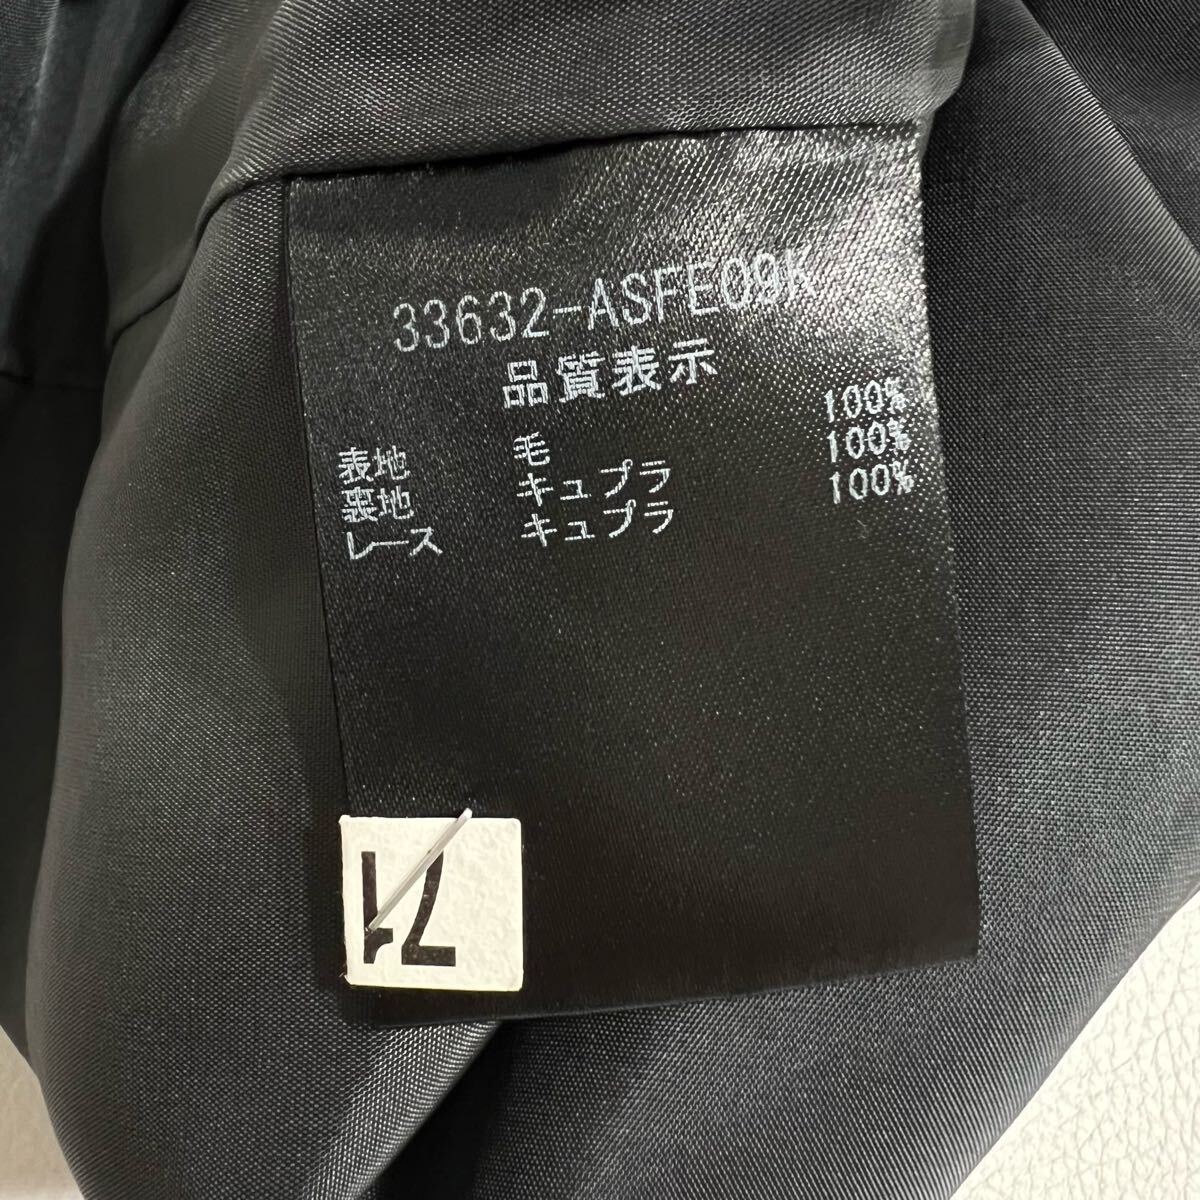 33632-ASFE09K
品質表示
表地 毛 100%
裏地 キュプラ 100%
レース キュプラ 100%
71